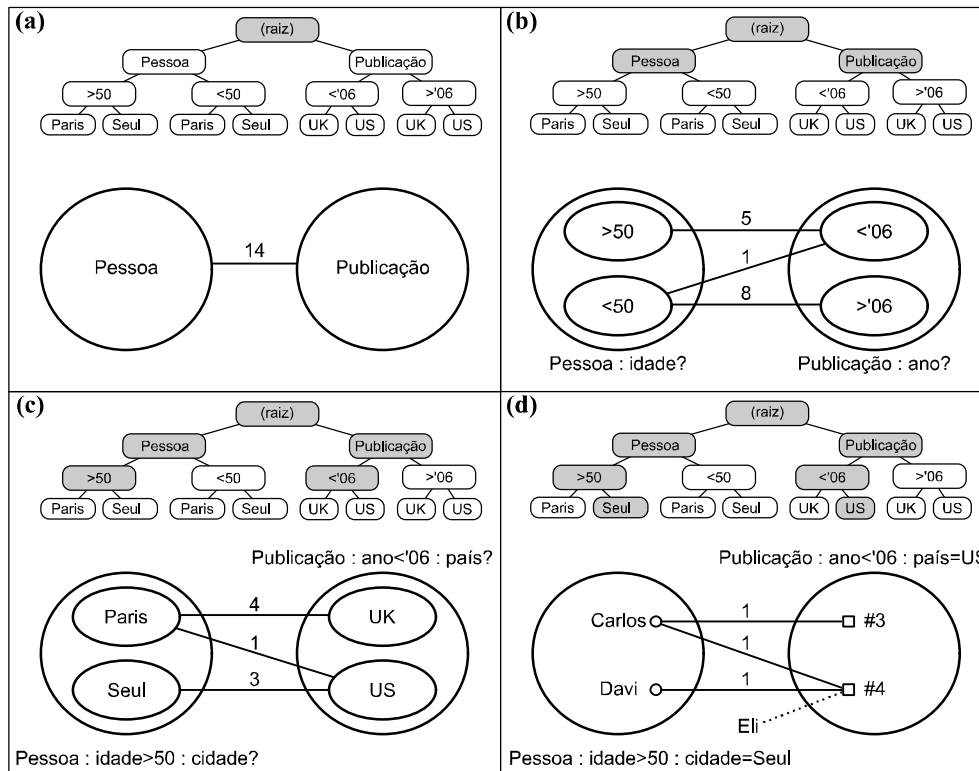 (a)
(raiz)
Pessoa Publicação
>50 <50 <'06 >'06
Paris Seul Paris Seul UK US UK US
14
Pessoa Publicação
(b)
(raiz)
Pessoa Publicação
>50 <50 <'06 >'06
Paris Seul Paris Seul UK US UK US
5
>50 <'06
1
8
<50 >'06
Pessoa : idade? Publicação : ano?
(c)
(raiz)
Pessoa Publicação
>50 <50 <'06 >'06
Paris Seul Paris Seul UK US UK US
Publicação : ano<'06 : país?
4
Paris UK
1
3
Seul US
Pessoa : idade>50 : cidade?
(d)
(raiz)
Pessoa Publicação
>50 <50 <'06 >'06
Paris Seul Paris Seul UK US UK US
Publicação : ano<'06 : país=US
1
Carlos #3
1
1
Davi #4
Eli
Pessoa : idade>50 : cidade=Seul